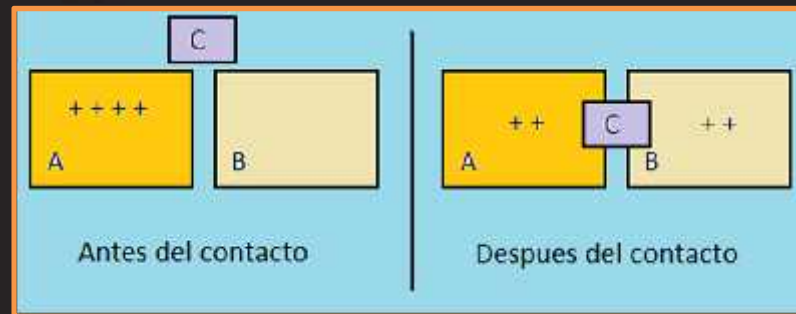 C
+ + + +
A
B
Antes del contacto
+ +
C
+ +
A
B
Despues del contacto